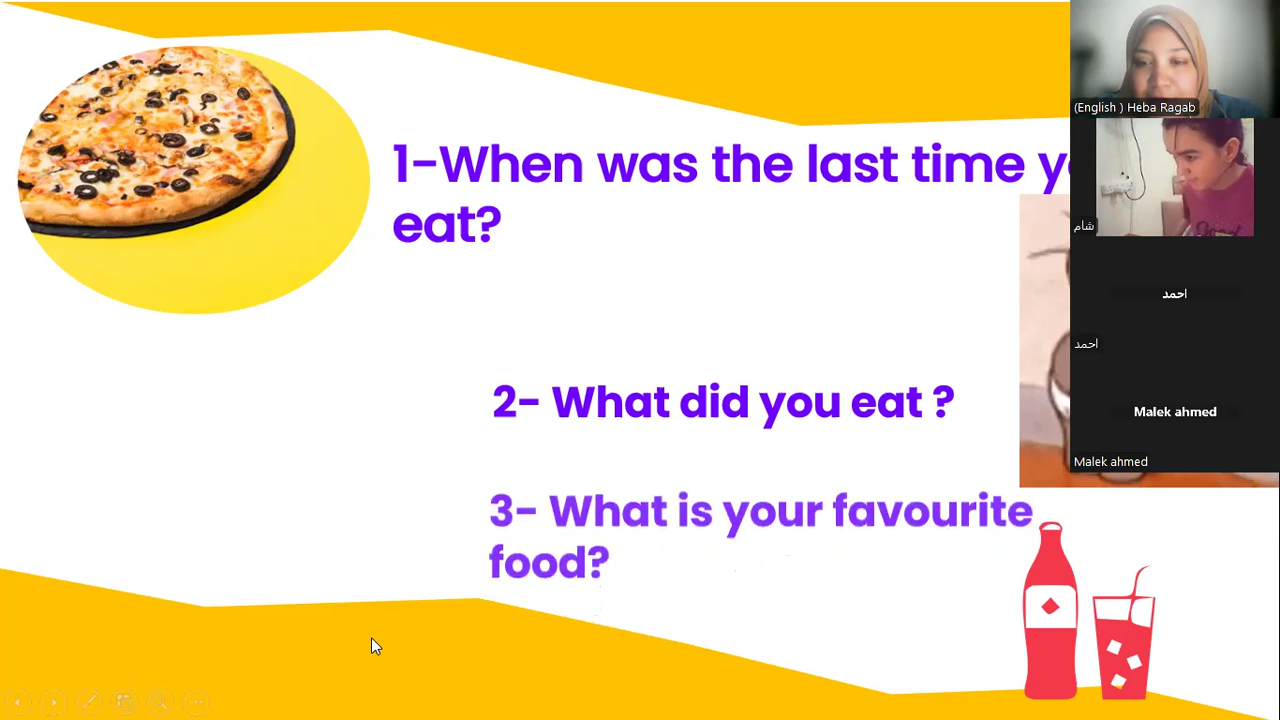 1-When was the last time
eat?
2- What did you eat ?
3- What is your favourite
food?
(English ) Heba Ragab
شام
احمد
احمد
Malek ahmed
Malek ahmed